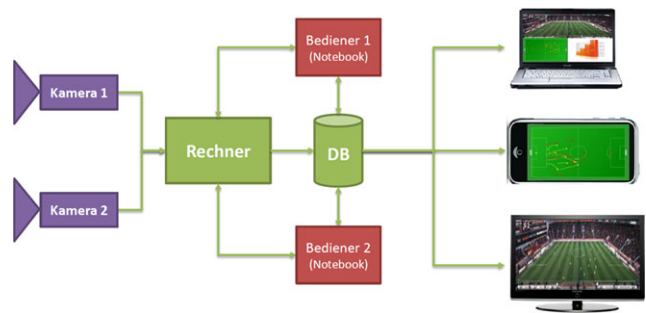 Bediener 1
(Notebook)
Kamera 1
Rechner
DB
Kamera 2
Bediener 2
(Notebook)